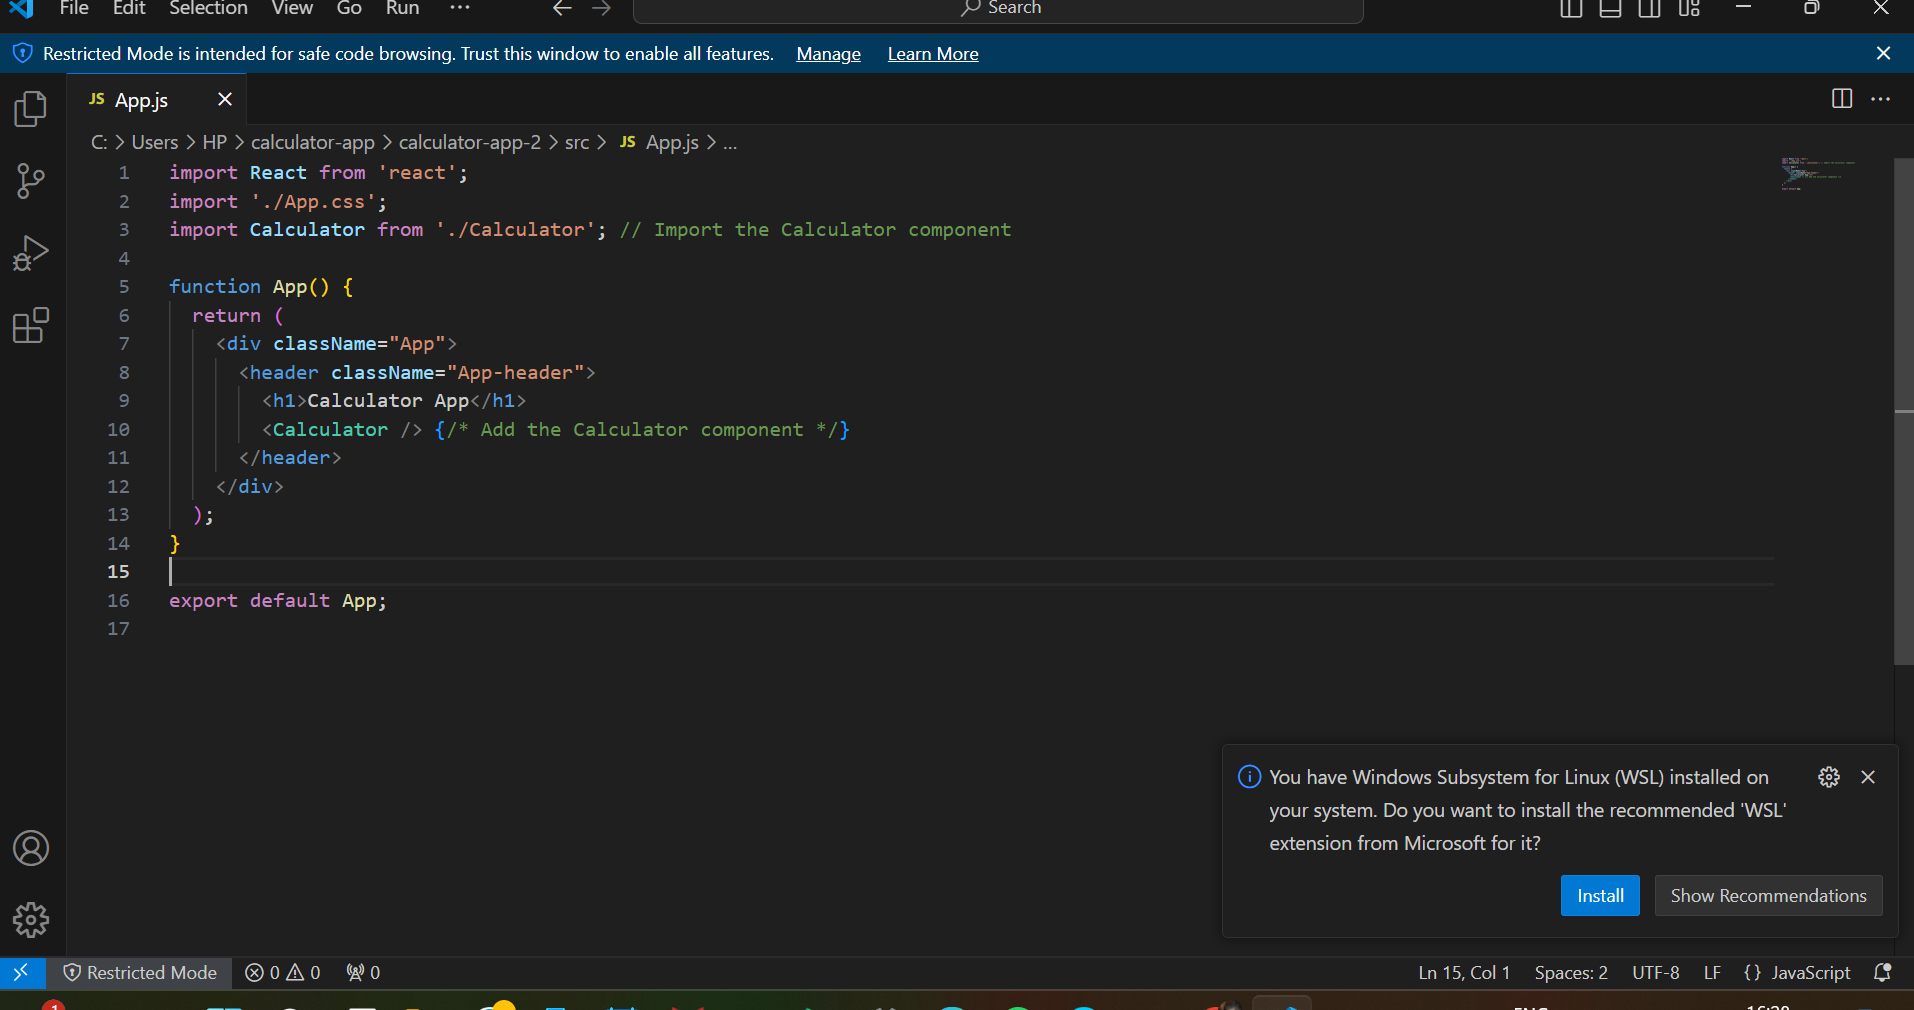 File Edit Selection View Go Run ··· Search
Restricted Mode is intended for safe code browsing. Trust this window to enable all features. Manage Learn More
JS App.js
C: > Users > HP > calculator-app > calculator-app-2 > src > JS App.js > ...
1 import React from 'react';
2 import './App.css';
3 import Calculator from './Calculator'; // Import the Calculator component
4
5 function App() {
6 return (
7 <div className="App">
8 <header className="App-header">
9 <h1>Calculator App</h1>
10 <Calculator /> {/* Add the Calculator component */}
11 </header>
12 </div>
13 );
14 }
15
16 export default App;
17
You have Windows Subsystem for Linux (WSL) installed on
your system. Do you want to install the recommended 'WSL'
extension from Microsoft for it?
Install Show Recommendations
Restricted Mode 0 0 0 Ln 15, Col 1 Spaces: 2 UTF-8 LF {} JavaScript
1